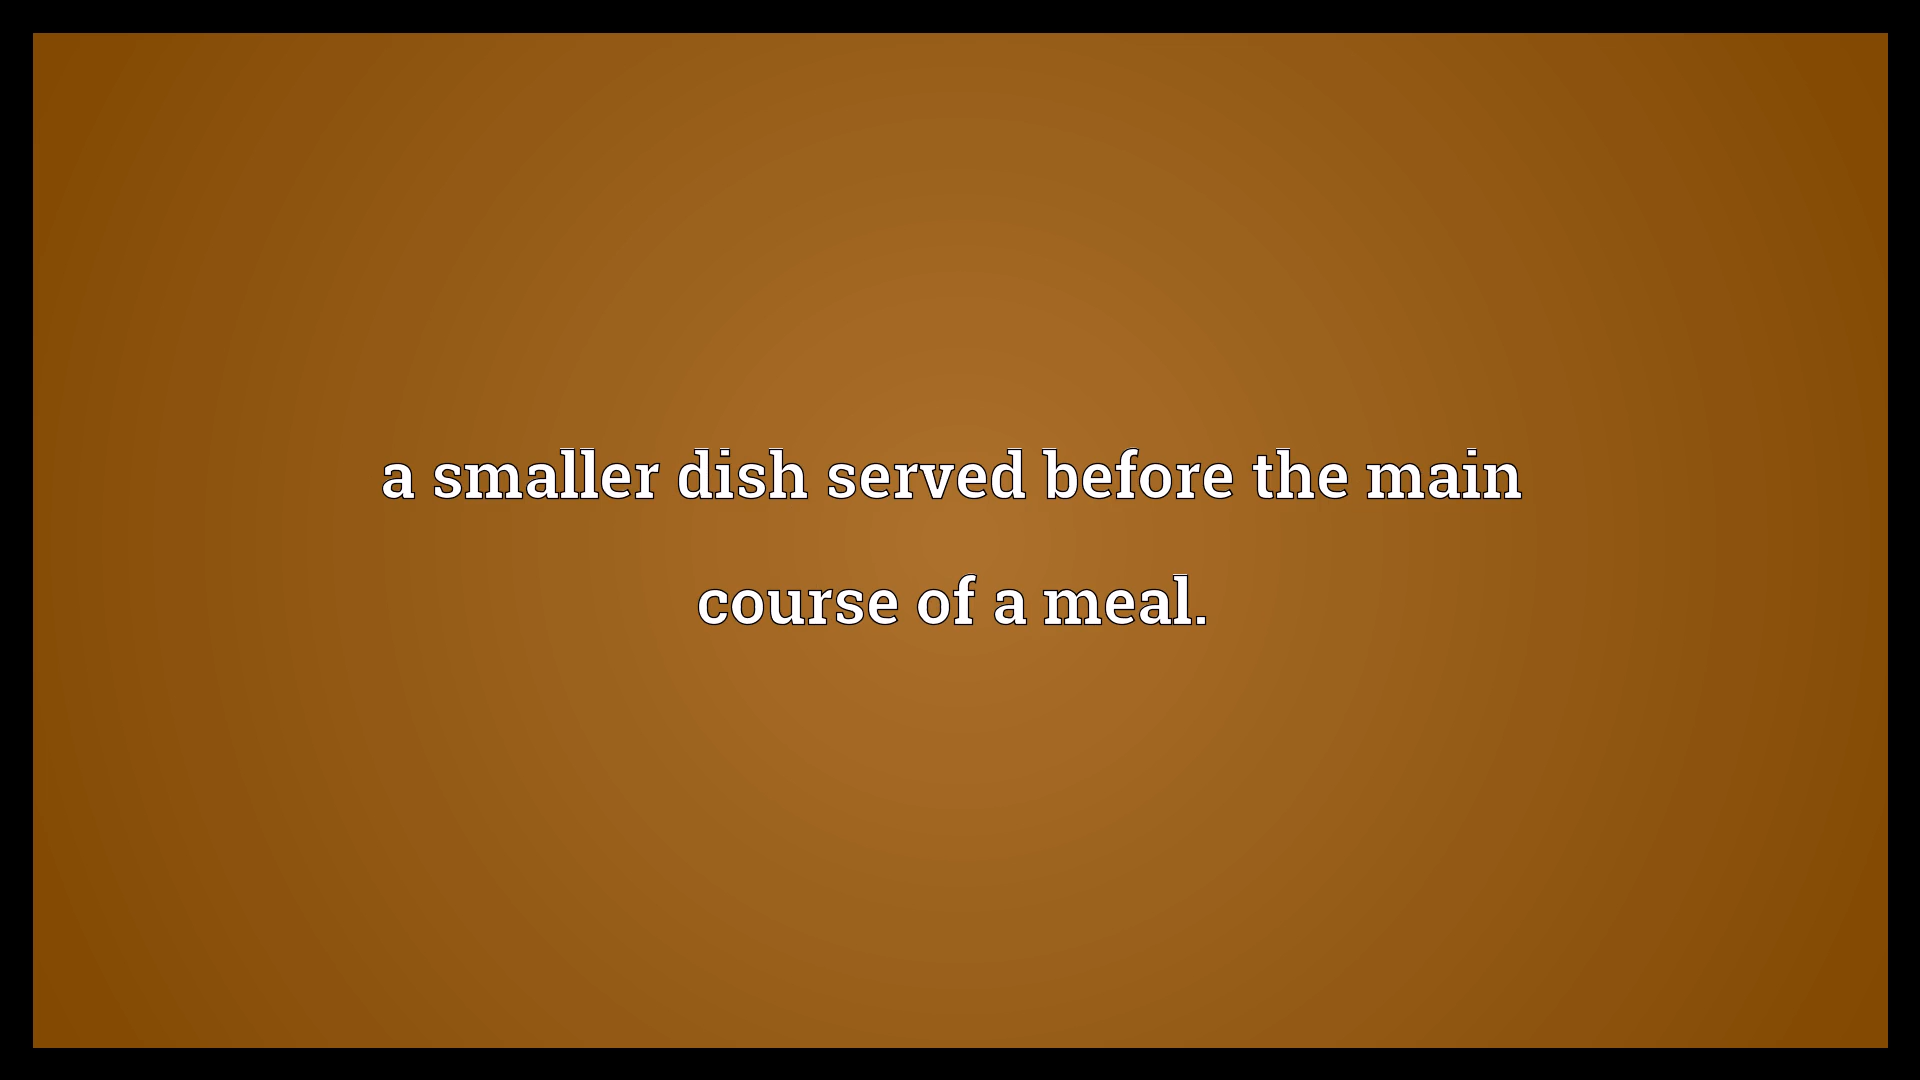 a smaller dish served before the main
course of a meal.